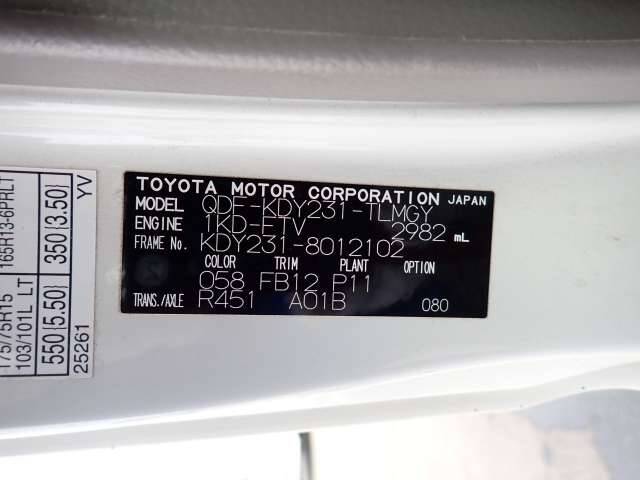 TOYOTA MOTOR CORPORATION JAPAN
MODEL QDF-KDY231-TLMGY
ENGINE 1KD-FTV 2982 mL
FRAME No. KDY231-8012102
COLOR TRIM PLANT OPTION
058 FB12 P11
TRANS./AXLE R451 A01B 080
175/75R15 165R13-6PRLT
103/101L LT
550 [5.50] 350 [3.50]
25261 YV